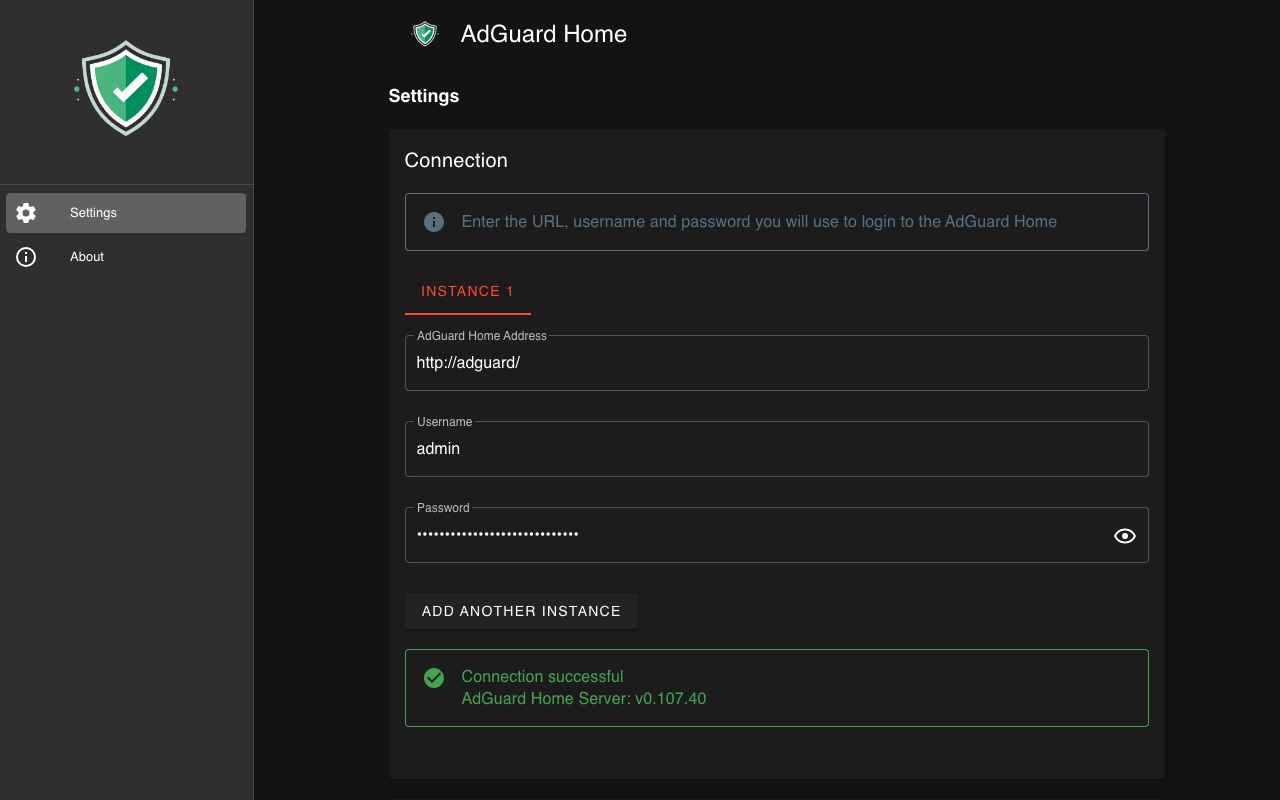 AdGuard Home
Settings
About
Settings
Connection
Enter the URL, username and password you will use to login to the AdGuard Home
INSTANCE 1
AdGuard Home Address
http://adguard/
Username
admin
Password
•••••••••••••••••••••••••••••
ADD ANOTHER INSTANCE
Connection successful
AdGuard Home Server: v0.107.40